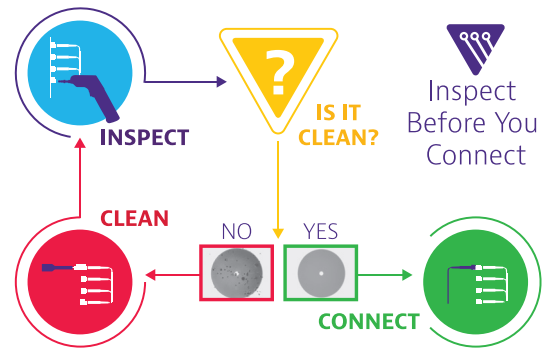 INSPECT
?
IS IT
CLEAN?
Inspect
Before You
Connect
CLEAN
NO
YES
CONNECT